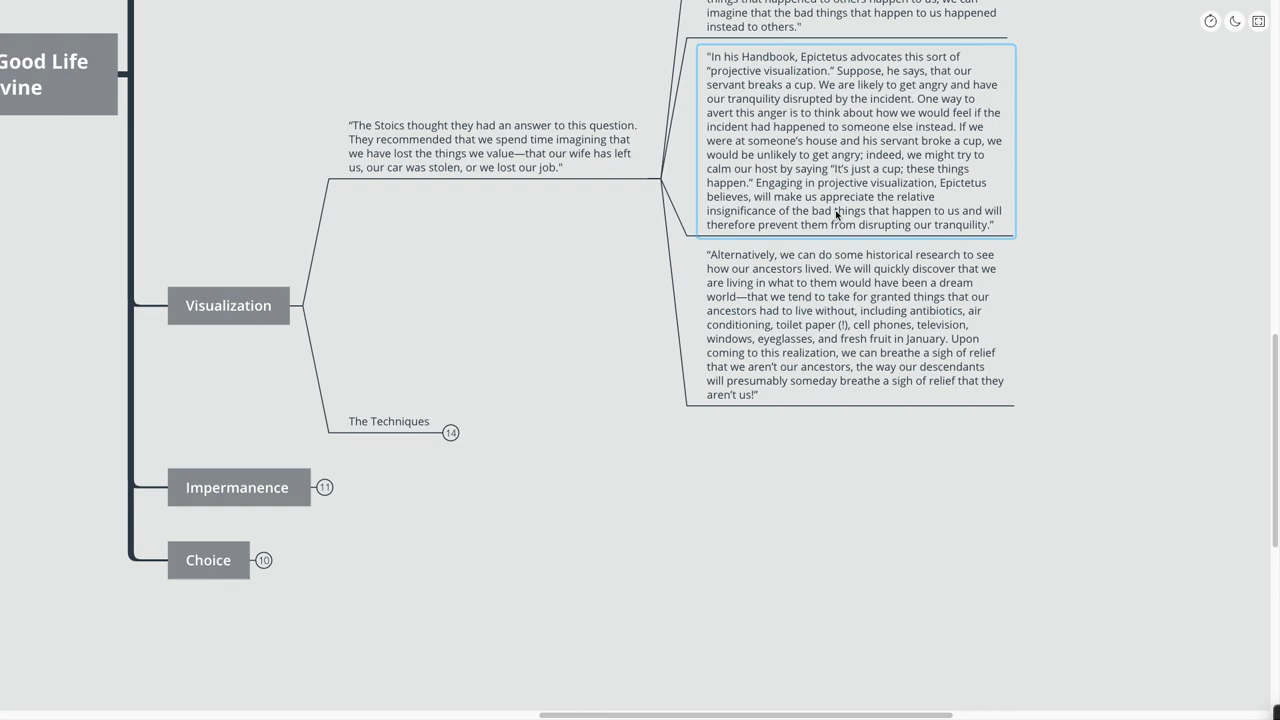 Good Life
vine
things that happened to others happen to us, we can
imagine that the bad things that happen to us happened
instead to others."
"In his Handbook, Epictetus advocates this sort of
“projective visualization.” Suppose, he says, that our
servant breaks a cup. We are likely to get angry and have
our tranquility disrupted by the incident. One way to
avert this anger is to think about how we would feel if the
incident had happened to someone else instead. If we
were at someone’s house and his servant broke a cup, we
would be unlikely to get angry; indeed, we might try to
calm our host by saying “It’s just a cup; these things
happen.” Engaging in projective visualization, Epictetus
believes, will make us appreciate the relative
insignificance of the bad things that happen to us and will
therefore prevent them from disrupting our tranquility.”
“The Stoics thought they had an answer to this question.
They recommended that we spend time imagining that
we have lost the things we value—that our wife has left
us, our car was stolen, or we lost our job."
“Alternatively, we can do some historical research to see
how our ancestors lived. We will quickly discover that we
are living in what to them would have been a dream
world—that we tend to take for granted things that our
ancestors had to live without, including antibiotics, air
conditioning, toilet paper (!), cell phones, television,
windows, eyeglasses, and fresh fruit in January. Upon
coming to this realization, we can breathe a sigh of relief
that we aren’t our ancestors, the way our descendants
will presumably someday breathe a sigh of relief that they
aren’t us!”
Visualization
The Techniques
14
Impermanence
11
Choice
10